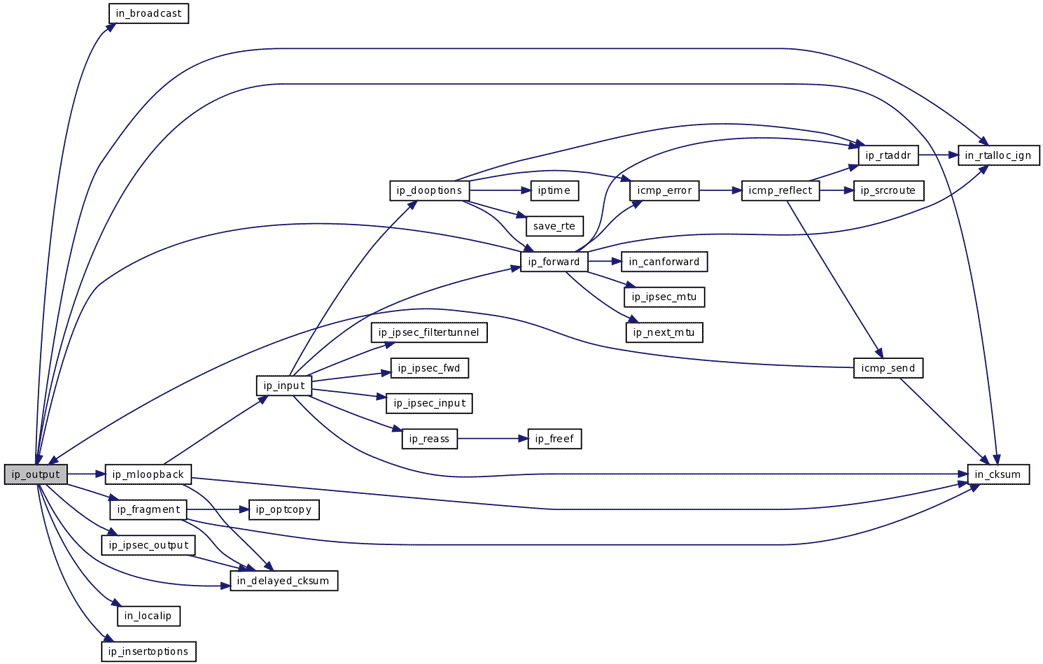 in_broadcast
ip_rtaddr
in_rtalloc_ign
ip_dooptions
iptime
icmp_error
icmp_reflect
ip_srcroute
save_rte
ip_forward
in_canforward
ip_ipsec_mtu
ip_ipsec_filtertunnel
ip_next_mtu
ip_ipsec_fwd
icmp_send
ip_input
ip_ipsec_input
ip_reass
ip_freef
ip_output
ip_mloopback
in_cksum
ip_fragment
ip_optcopy
ip_ipsec_output
in_delayed_cksum
in_localip
ip_insertoptions